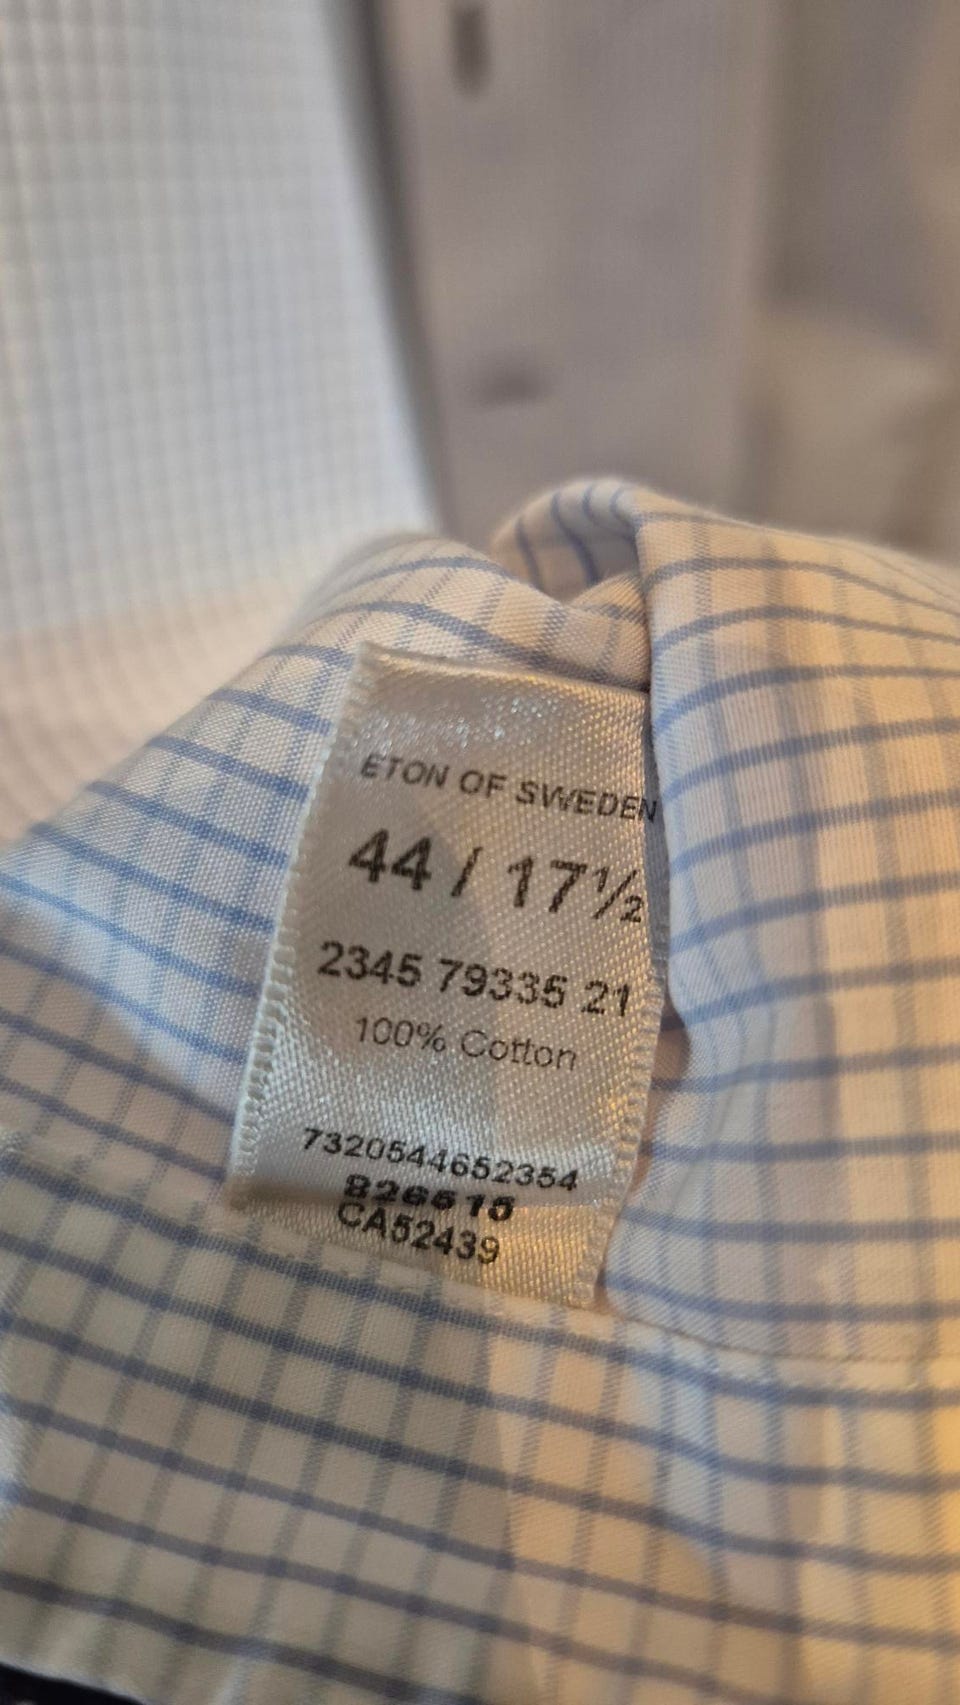 ETON OF SWEDEN
44 / 17½
2345 79335 21
100% Cotton
7320544652354
826515
CA52439